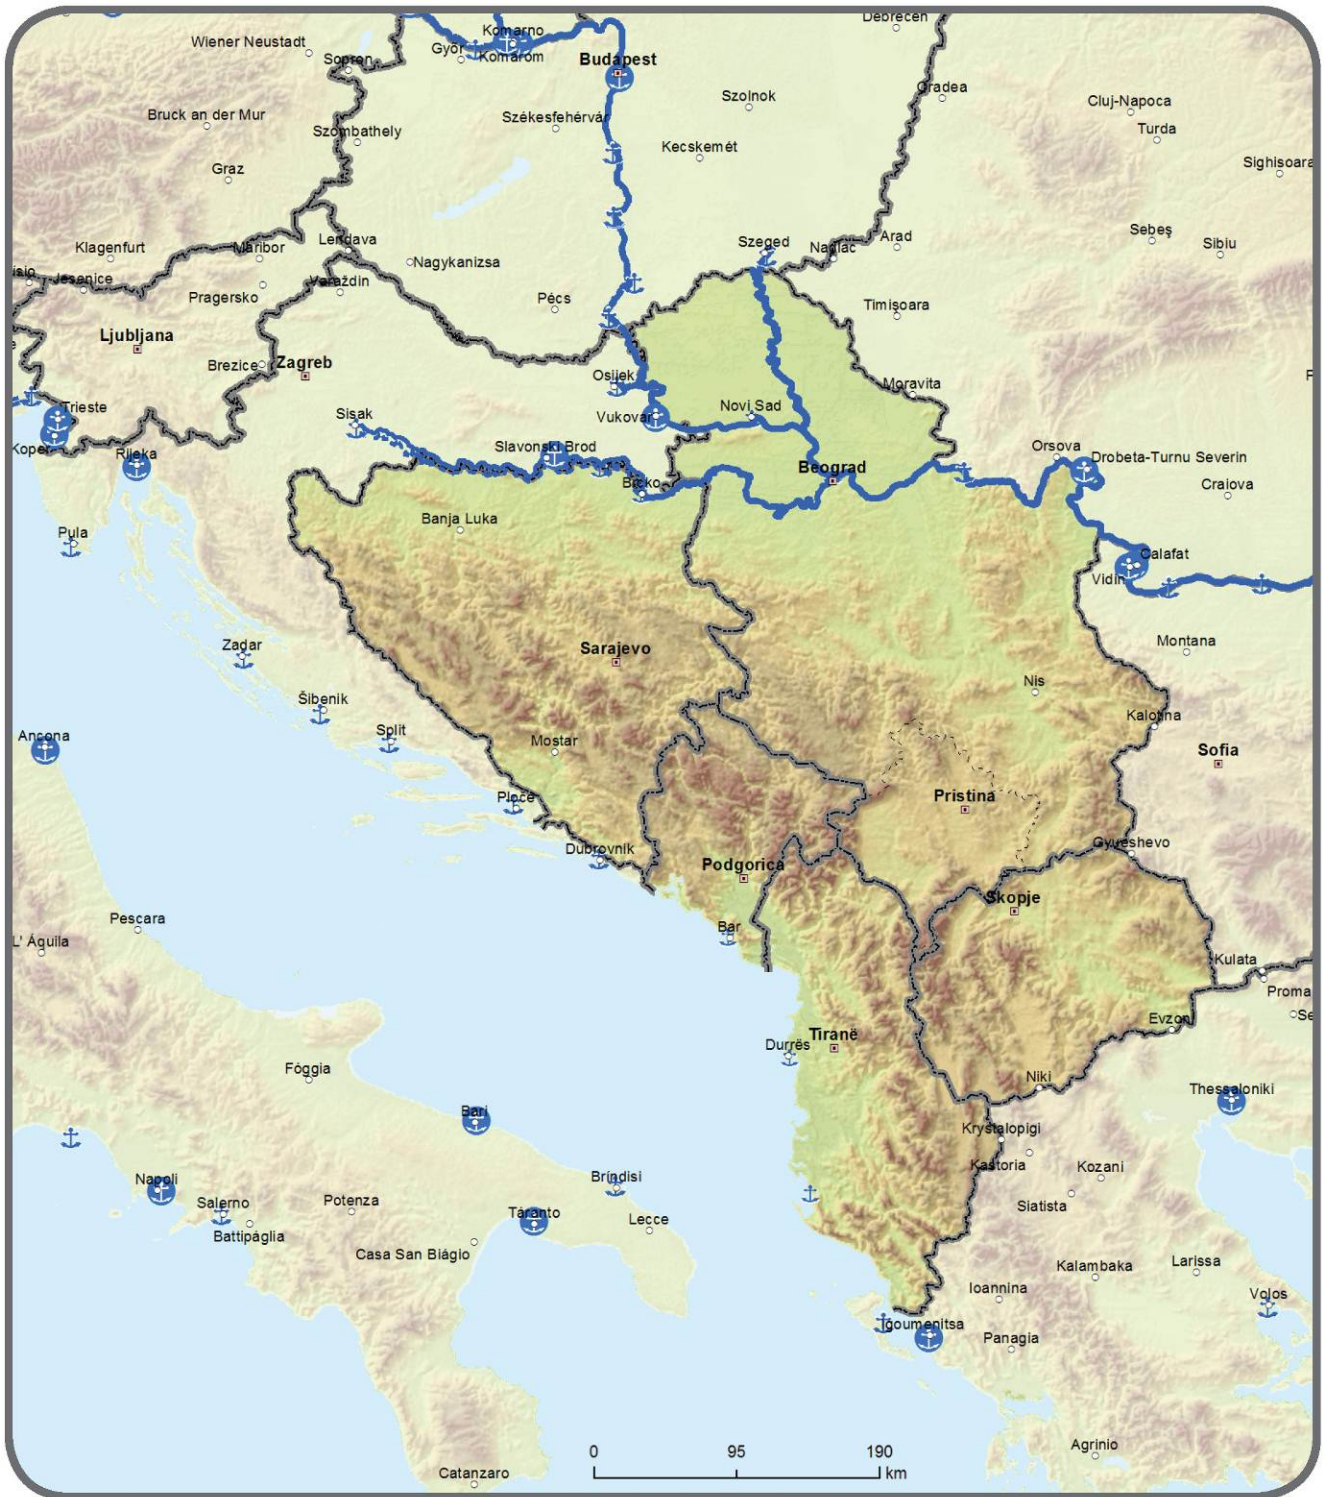 Debrecen
Komarno
Wiener Neustadt
Győr
Komárom
Sopron
Budapest
Szolnok
Oradea
Cluj-Napoca
Bruck an der Mur
Székesfehérvár
Szombathely
Turda
Kecskemét
Graz
Sighisoara
Klagenfurt
Maribor
Lendava
Szeged
Naglac
Arad
Sebeş
Sibiu
Nagykanizsa
Jesenice
Varaždin
Pragersko
Pécs
Timişoara
Ljubljana
Brezice
Zagreb
Osijek
Moravita
Trieste
Sisak
Vukovar
Novi Sad
Koper
Rijeka
Slavonski Brod
Orsova
Beograd
Drobeta-Turnu Severin
Brcko
Craiova
Banja Luka
Pula
Calafat
Vidin
Montana
Zadar
Sarajevo
Nis
Šibenik
Kalotina
Ancona
Split
Mostar
Sofia
Ploče
Pristina
Dubrovnik
Gyueshevo
Podgorica
Skopje
Pescara
Bar
L' Águila
Kulata
Proma
Evzon
Se
Durrës
Tiranë
Fóggia
Niki
Thessaloniki
Bari
Krystalopigi
Kastoria
Kozani
Napoli
Bríndisi
Siatista
Salerno
Potenza
Táranto
Lecce
Battipáglia
Casa San Biágio
Kalambaka
Larissa
Ioannina
Volos
Igoumenitsa
Panagia
0 95 190
km
Agrinio
Catanzaro